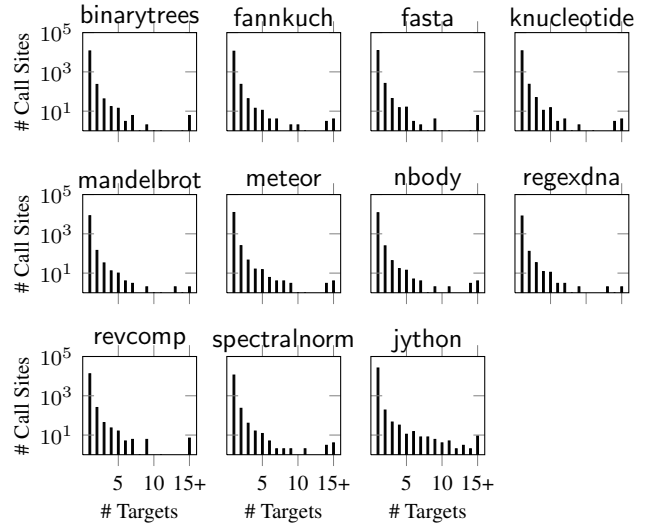 binarytrees fannkuch fasta knucleotide
# Call Sites
10^5
10^3
10^1
mandelbrot meteor nbody regexdna
# Call Sites
10^5
10^3
10^1
revcomp spectralnorm jython
# Call Sites
10^5
10^3
10^1
5 10 15+ 5 10 15+ 5 10 15+
# Targets # Targets # Targets